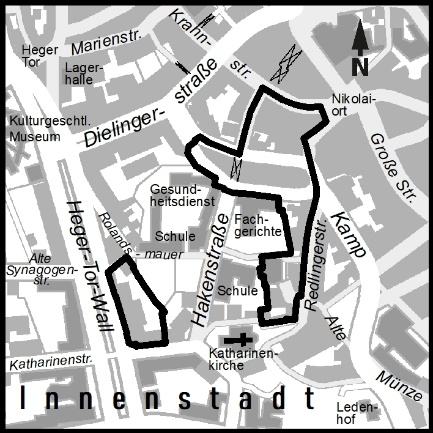 Krahn-
str.
Marienstr.
Heger
Tor
Lager-
halle
N
Dielinger-
straße
Nikolai-
ort
Kulturgeschtl.
Museum
Große Str.
Gesund-
heitsdienst
Heger-Tor-Wall
Rolands-
mauer
Fach-
gerichte
Schule
Hakenstraße
Kamp
Redlingerstr.
Alte
Synagogen-
str.
Schule
Alte
Münze
Katharinenstr.
Katharinen-
kirche
Innenstadt
Leden-
hof